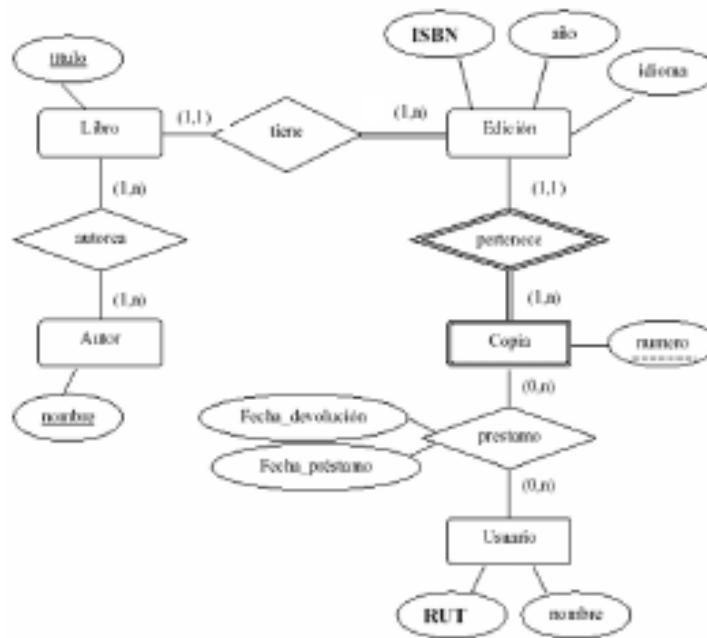 ISBN
año
titulo
idioma
Libro
(1,1)
tiene
(1,n)
Edición
(1,n)
(1,1)
autorea
pertenece
(1,n)
(1,n)
Autor
Copia
numero
nombre
(0,n)
Fecha_devolución
prestamo
Fecha_préstamo
(0,n)
Usuario
RUT
nombre